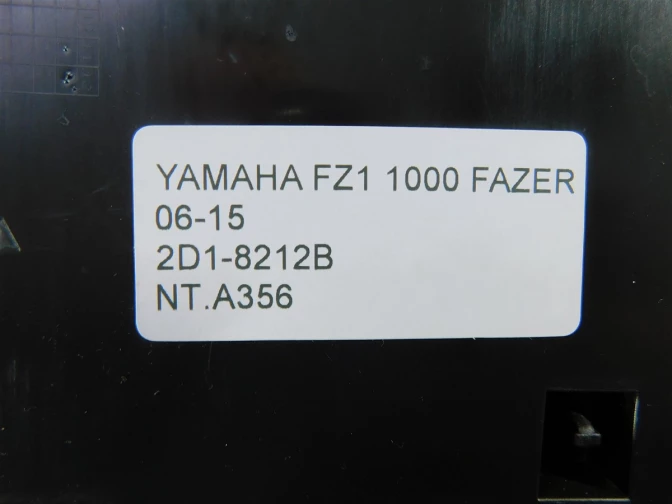 YAMAHA FZ1 1000 FAZER
06-15
2D1-8212B
NT.A356